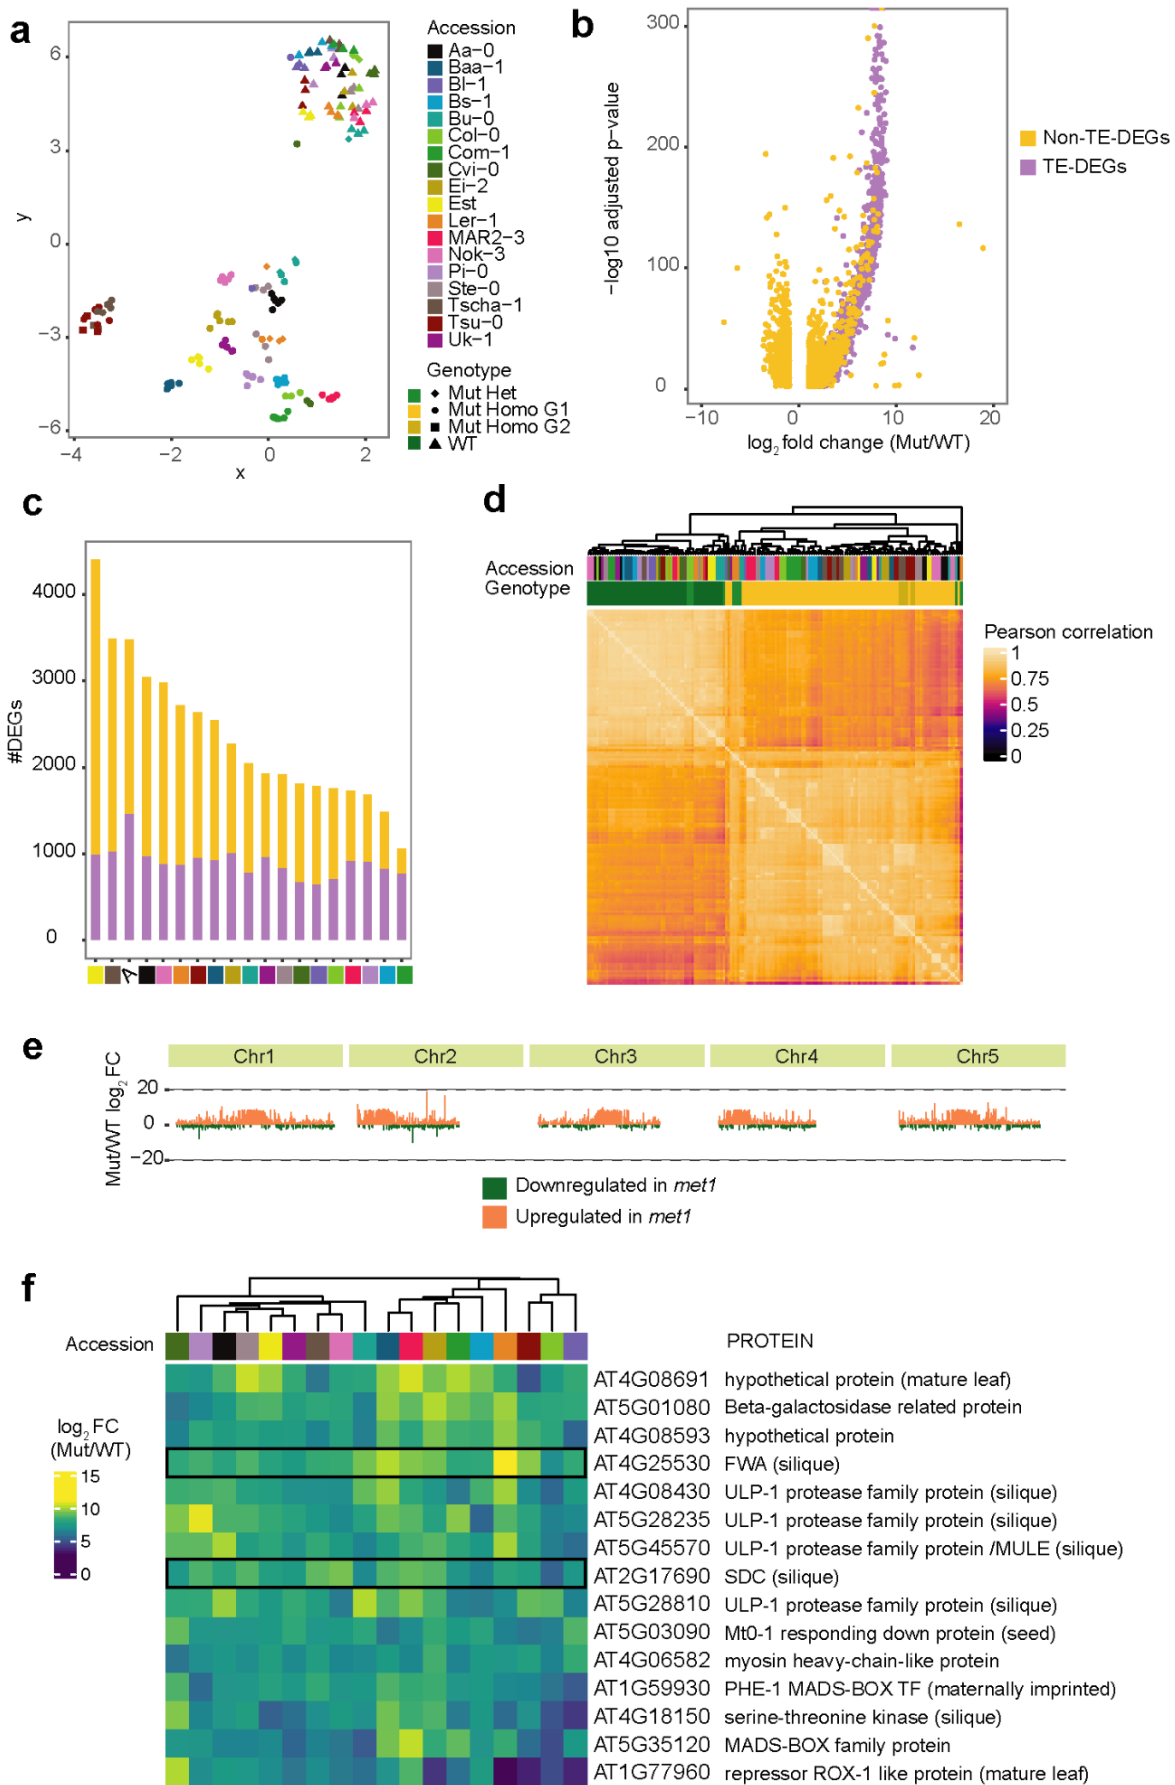 a
6
3
0
−3
−6
y
−4
−2
0
2
x
Accession
Aa−0
Baa−1
Bl−1
Bs−1
Bu−0
Col−0
Com−1
Cvi−0
Ei−2
Est
Ler−1
MAR2−3
Nok−3
Pi−0
Ste−0
Tscha−1
Tsu−0
Uk−1
Genotype
Mut Het
Mut Homo G1
Mut Homo G2
WT
b
300
200
100
0
−log10 adjusted p−value
−10
0
10
20
log2 fold change (Mut/WT)
Non−TE−DEGs
TE−DEGs
c
4000
3000
2000
1000
0
#DEGs
A
d
Accession
Genotype
Pearson correlation
1
0.75
0.5
0.25
0
e
Chr1 Chr2 Chr3 Chr4 Chr5
Mut/WT log2 FC
20
0
−20
Downregulated in met1
Upregulated in met1
f
Accession
PROTEIN
log2 FC
(Mut/WT)
15
10
5
0
AT4G08691 hypothetical protein (mature leaf)
AT5G01080 Beta-galactosidase related protein
AT4G08593 hypothetical protein
AT4G25530 FWA (silique)
AT4G08430 ULP-1 protease family protein (silique)
AT5G28235 ULP-1 protease family protein (silique)
AT5G45570 ULP-1 protease family protein /MULE (silique)
AT2G17690 SDC (silique)
AT5G28810 ULP-1 protease family protein (silique)
AT5G03090 Mt0-1 responding down protein (seed)
AT4G06582 myosin heavy-chain-like protein
AT1G59930 PHE-1 MADS-BOX TF (maternally imprinted)
AT4G18150 serine-threonine kinase (silique)
AT5G35120 MADS-BOX family protein
AT1G77960 repressor ROX-1 like protein (mature leaf)